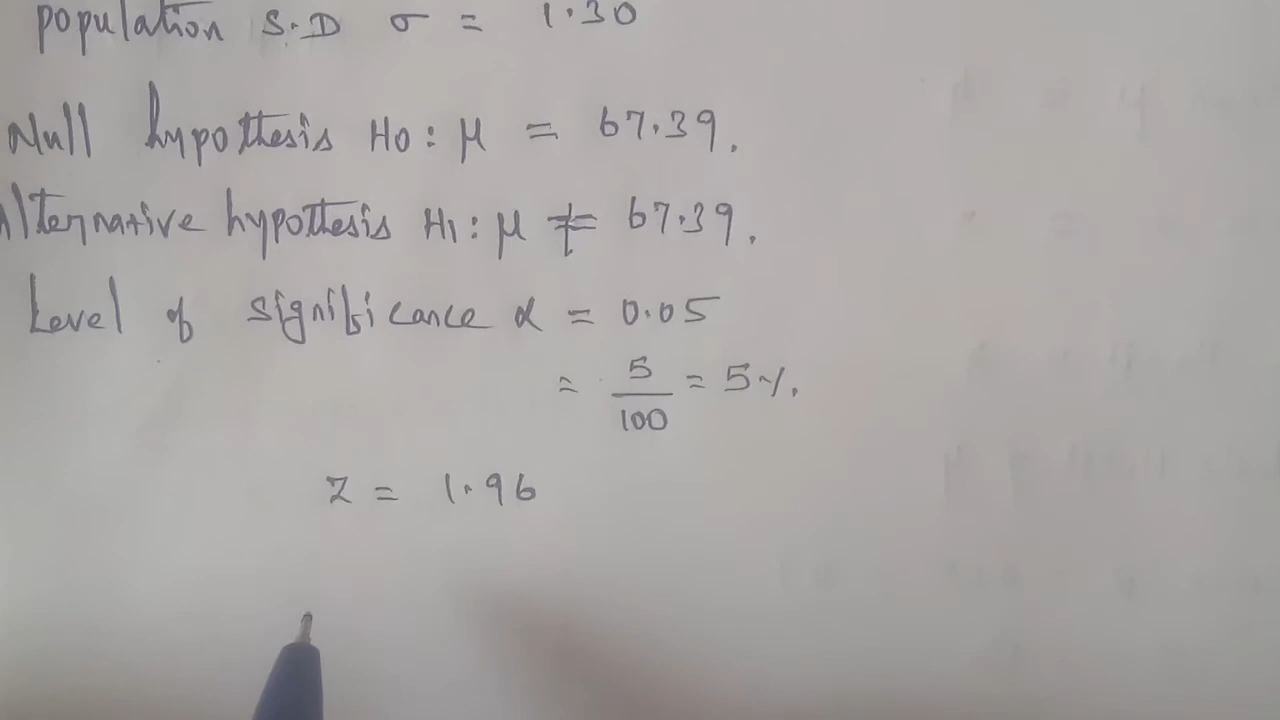 population S.D σ = 1.30
Null hypothesis H0 : μ = 67.39.
Alternative hypothesis H1 : μ ≠ 67.39.
Level of significance α = 0.05
= 5/100 = 5%.
Z = 1.96